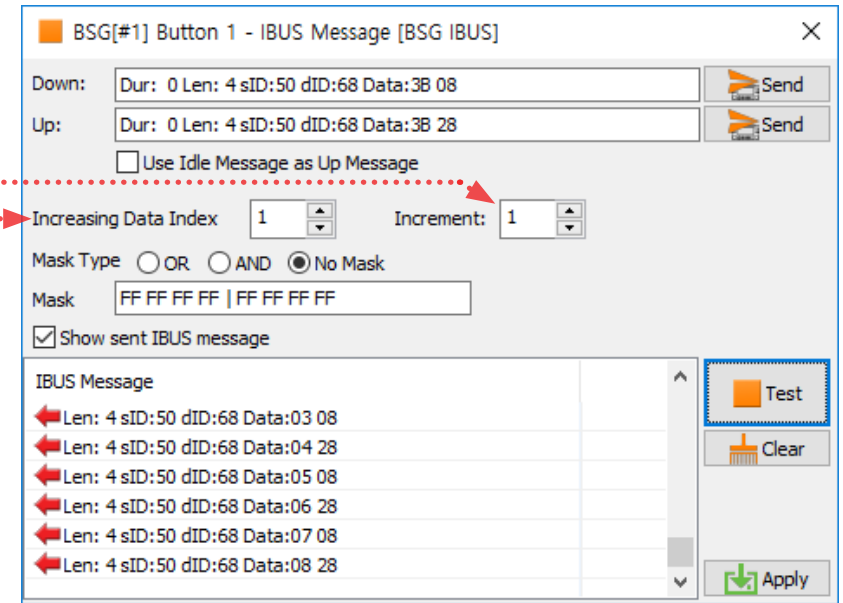 BSG[#1] Button 1 - IBUS Message [BSG IBUS]
Down: Dur: 0 Len: 4 sID:50 dID:68 Data:3B 08 Send
Up: Dur: 0 Len: 4 sID:50 dID:68 Data:3B 28 Send
Use Idle Message as Up Message
Increasing Data Index 1 Increment: 1
Mask Type OR AND No Mask
Mask FF FF FF FF | FF FF FF FF
Show sent IBUS message
IBUS Message
Test
Len: 4 sID:50 dID:68 Data:03 08
Len: 4 sID:50 dID:68 Data:04 28
Clear
Len: 4 sID:50 dID:68 Data:05 08
Len: 4 sID:50 dID:68 Data:06 28
Len: 4 sID:50 dID:68 Data:07 08
Len: 4 sID:50 dID:68 Data:08 28
Apply